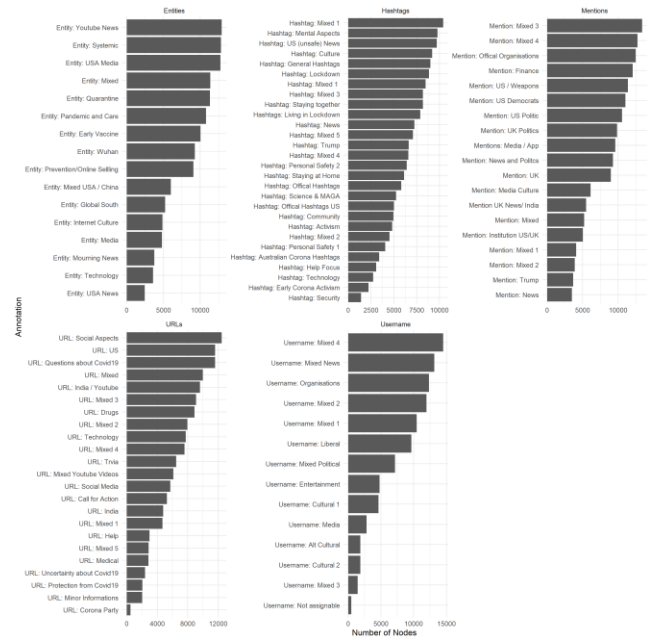 Entities
Entity: Youtube News
Entity: Systemic
Entity: USA Media
Entity: Mixed
Entity: Quarantine
Entity: Pandemic and Care
Entity: Early Vaccine
Entity: Wuhan
Entity: Prevention/Online Sellling
Entity: Mixed USA / China
Entity: Global South
Entity: Internet Culture
Entity: Media
Entity: Mourning News
Entity: Technology
Entity: USA News
0 5000 10000
Hashtags
Hashtag: Mixed 1
Hashtag: Mental Aspects
Hashtag: US (unsafe) News
Hashtag: Culture
Hashtag: General Hashtags
Hashtag: Lockdown
Hashtag: Mixed 1
Hashtag: Mixed 3
Hashtag: Staying together
Hashtags: Living in Lockdown
Hashtag: News
Hashtag: Mixed 5
Hashtag: Trump
Hashtag: Mixed 4
Hashtag: Personal Safety 2
Hashtag: Staying at Home
Hashtag: Offical Hashtags
Hashtag: Science & MAGA
Hashtag: Offical Hashtags US
Hashtag: Community
Hashtag: Activism
Hashtag: Mixed 2
Hashtag: Personal Safety 1
Hashtag: Australian Corona Hashtags
Hashtag: Help Focus
Hashtag: Technology
Hashtag: Early Corona Activism
Hashtag: Security
0 2500 5000 7500 10000
Mentions
Mention: Mixed 3
Mention: Mixed 4
Mention: Offical Organisations
Mention: Finance
Mention: US / Weapons
Mention: US Democrats
Mention: US Politic
Mention: UK Politics
Mentions: Media / App
Mention: News and Politcs
Mention: UK
Mention: Media Culture
Mention UK News/ India
Mention: Mixed
Mention: Institution US/UK
Mention: Mixed 1
Mention: Mixed 2
Mention: Trump
Mention: News
0 5000 10000
Annotation
URLs
URL: Social Aspects
URL: US
URL: Questions about Covid19
URL: Mixed
URL: India / Youtube
URL: Mixed 3
URL: Drugs
URL: Mixed 2
URL: Technology
URL: Mixed 4
URL: Trvia
URL: Mixed Youtube Videos
URL: Social Media
URL: Call for Action
URL: India
URL: Mixed 1
URL: Help
URL: Mixed 5
URL: Medical
URL: Uncertainty about Covid19
URL: Protection from Covid19
URL: Minor Informations
URL: Corona Party
0 4000 8000 12000
Username
Username: Mixed 4
Username: Mixed News
Username: Organisations
Username: Mixed 2
Username: Mixed 1
Username: Liberal
Username: Mixed Political
Username: Entertainment
Username: Cultural 1
Username: Media
Username: Alt Cultural
Username: Cultural 2
Username: Mixed 3
Username: Not assignable
0 5000 10000 15000
Number of Nodes